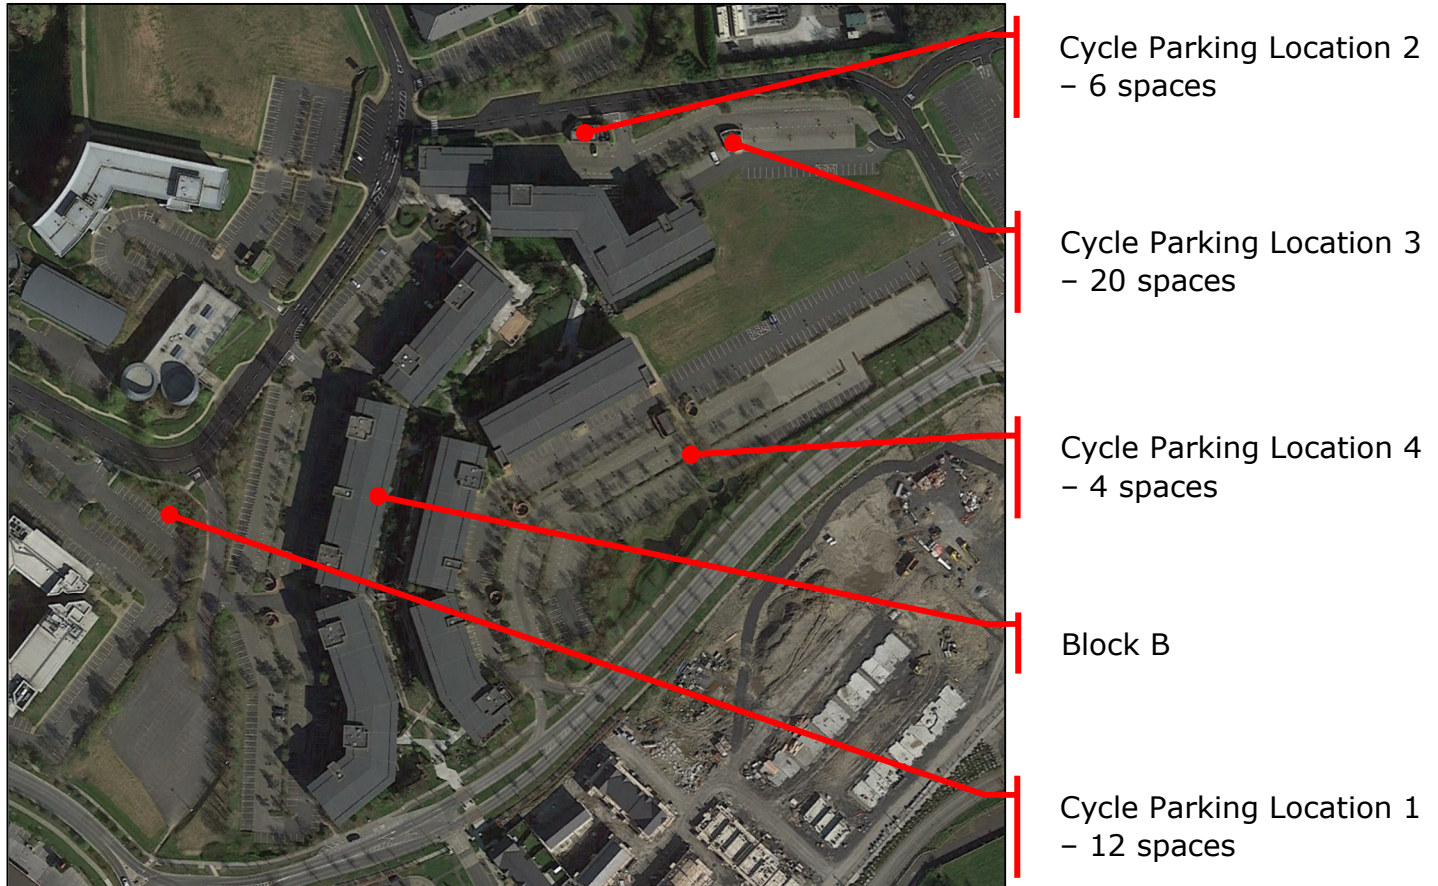 Cycle Parking Location 2
– 6 spaces
Cycle Parking Location 3
– 20 spaces
Cycle Parking Location 4
– 4 spaces
Block B
Cycle Parking Location 1
– 12 spaces